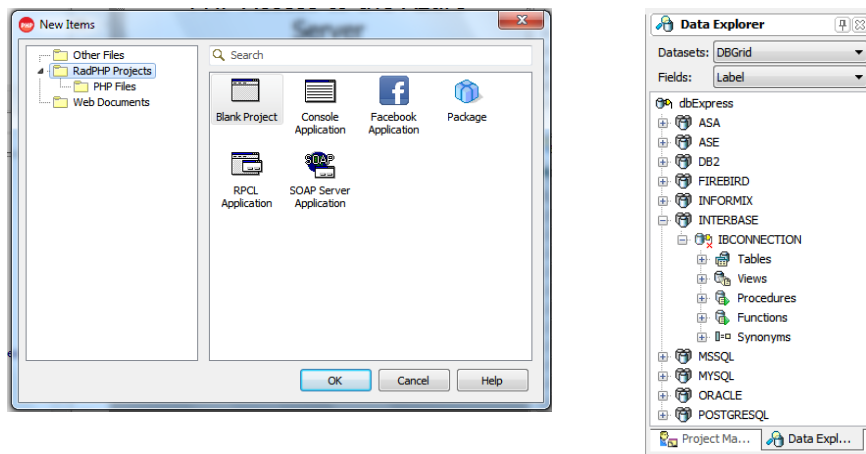 New Items
Other Files
RadPHP Projects
PHP Files
Web Documents
Search
Blank Project
Console
Application
Facebook
Application
Package
RPCL
Application
SOAP Server
Application
OK
Cancel
Help
Data Explorer
Datasets: DBGrid
Fields: Label
dbExpress
ASA
ASE
DB2
FIREBIRD
INFORMIX
INTERBASE
IBCONNECTION
Tables
Views
Procedures
Functions
Synonyms
MSSQL
MYSQL
ORACLE
POSTGRESQL
Project Ma...
Data Expl...